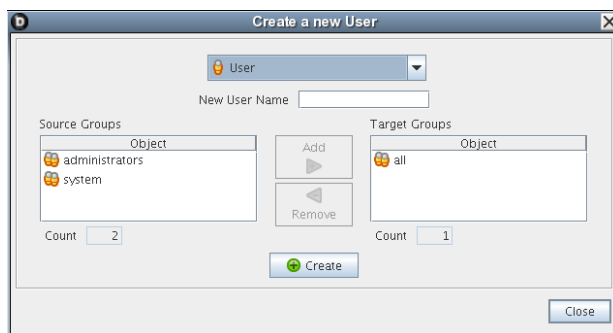 Create a new User
User
New User Name
Source Groups
Target Groups
Object
Object
administrators
system
Add
Remove
all
Count 2
Count 1
Create
Close